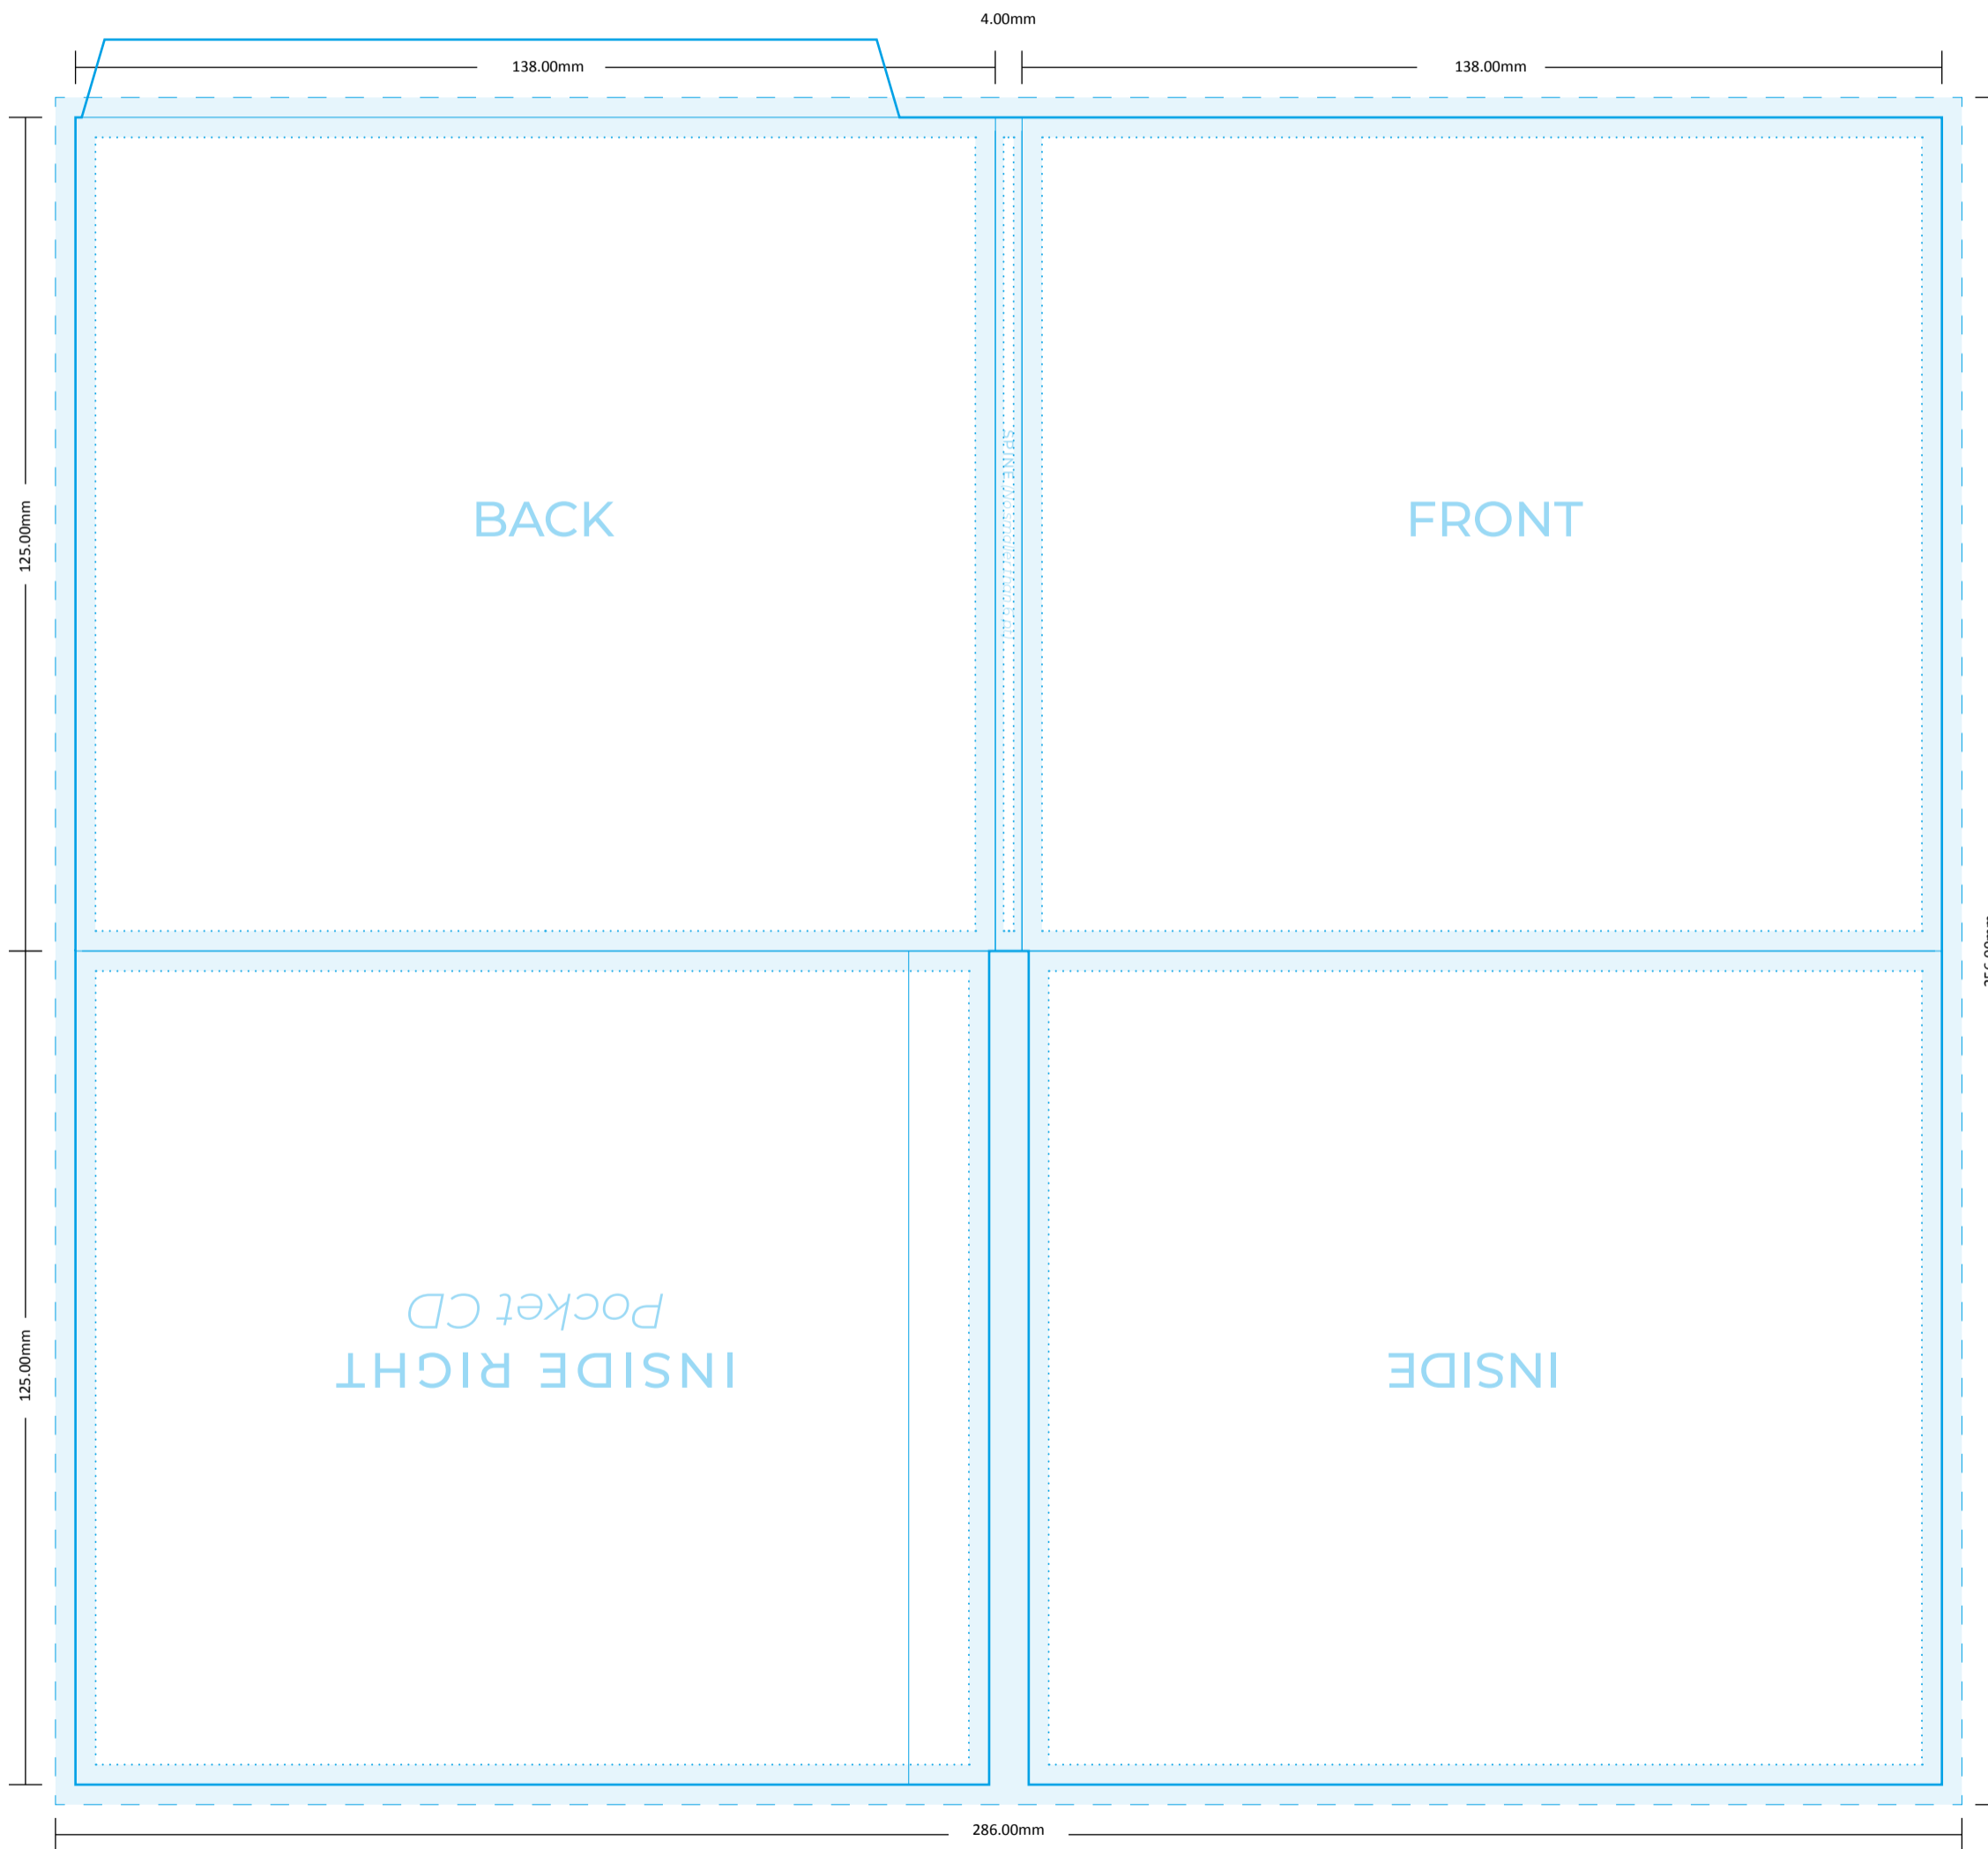 4.00mm
138.00mm
138.00mm
125.00mm
BACK
FRONT
Pocket CD
INSIDE RIGHT
INSIDE
125.00mm
286.00mm